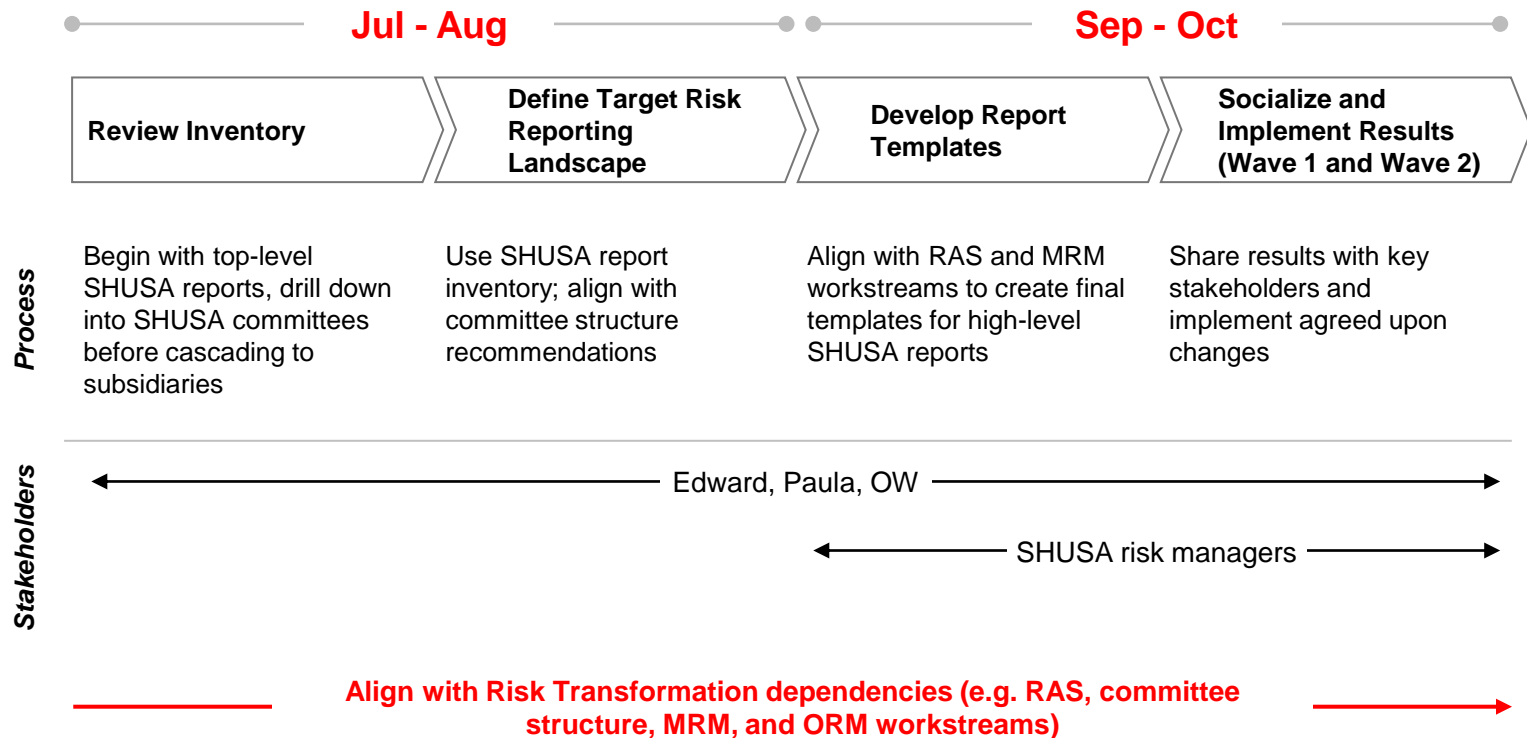 Jul - Aug
Sep - Oct
Review Inventory
Define Target Risk
Reporting
Landscape
Develop Report
Templates
Socialize and
Implement Results
(Wave 1 and Wave 2)
Process
Begin with top-level
SHUSA reports, drill down
into SHUSA committees
before cascading to
subsidiaries
Use SHUSA report
inventory; align with
committee structure
recommendations
Align with RAS and MRM
workstreams to create final
templates for high-level
SHUSA reports
Share results with key
stakeholders and
implement agreed upon
changes
Stakeholders
Edward, Paula, OW
SHUSA risk managers
Align with Risk Transformation dependencies (e.g. RAS, committee
structure, MRM, and ORM workstreams)